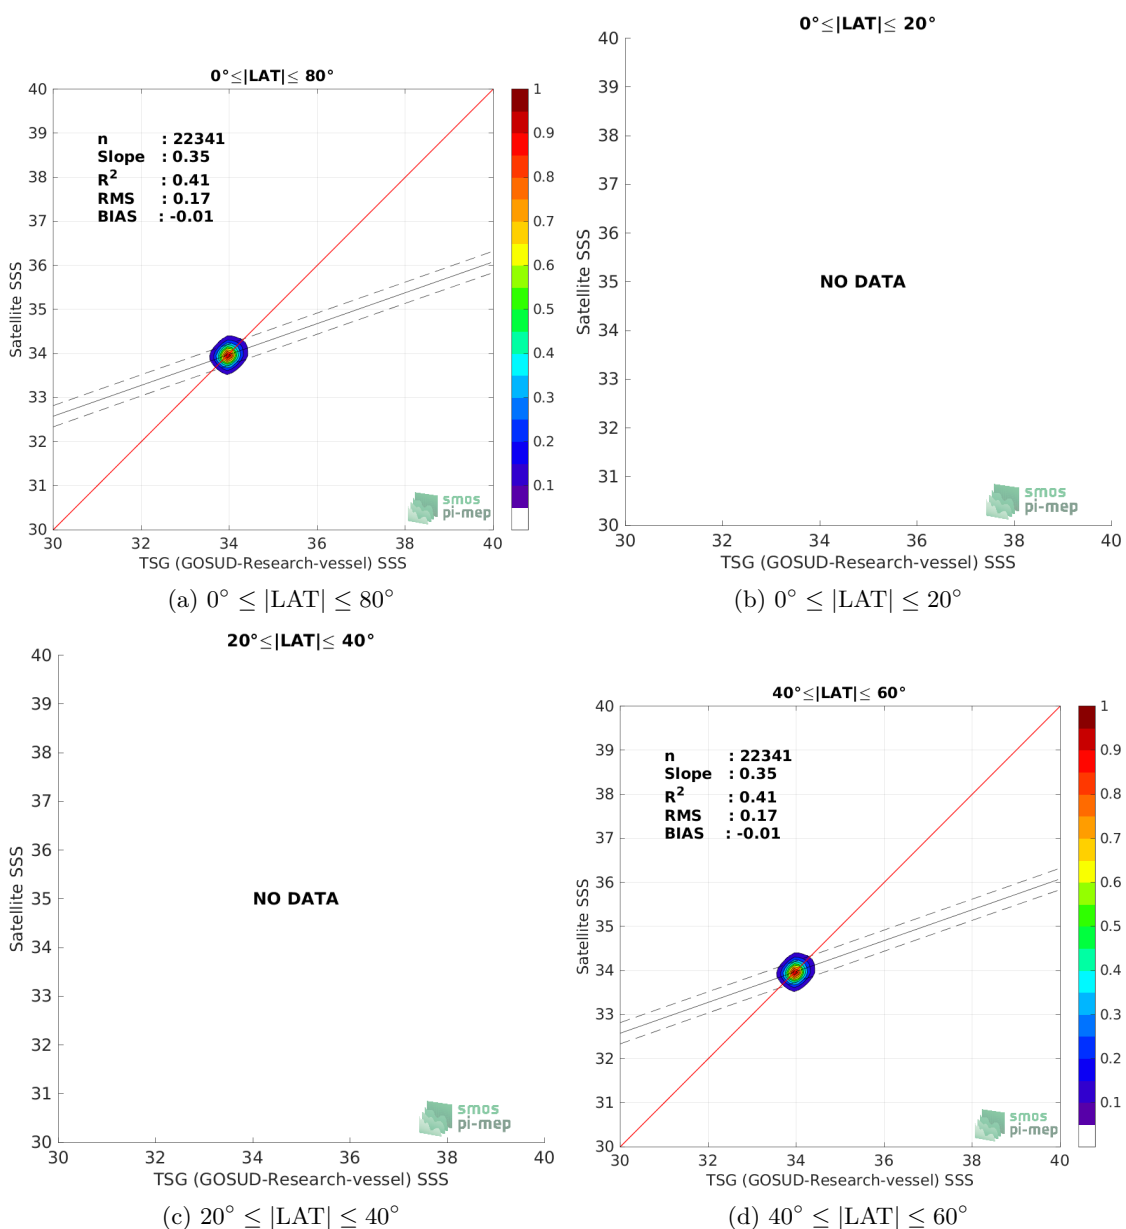 0°≤|LAT|≤ 80°
40
39
38
37
36
35
34
33
32
31
30
Satellite SSS
n : 22341
Slope : 0.35
R² : 0.41
RMS : 0.17
BIAS : -0.01
1
0.9
0.8
0.7
0.6
0.5
0.4
0.3
0.2
0.1
smos
pi-mep
30 32 34 36 38 40
TSG (GOSUD-Research-vessel) SSS
(a) 0° ≤ |LAT| ≤ 80°
0°≤|LAT|≤ 20°
40
39
38
37
36
35
34
33
32
31
30
Satellite SSS
NO DATA
smos
pi-mep
30 32 34 36 38 40
TSG (GOSUD-Research-vessel) SSS
(b) 0° ≤ |LAT| ≤ 20°
20°≤|LAT|≤ 40°
40
39
38
37
36
35
34
33
32
31
30
Satellite SSS
NO DATA
smos
pi-mep
30 32 34 36 38 40
TSG (GOSUD-Research-vessel) SSS
(c) 20° ≤ |LAT| ≤ 40°
40°≤|LAT|≤ 60°
40
39
38
37
36
35
34
33
32
31
30
Satellite SSS
n : 22341
Slope : 0.35
R² : 0.41
RMS : 0.17
BIAS : -0.01
1
0.9
0.8
0.7
0.6
0.5
0.4
0.3
0.2
0.1
smos
pi-mep
30 32 34 36 38 40
TSG (GOSUD-Research-vessel) SSS
(d) 40° ≤ |LAT| ≤ 60°